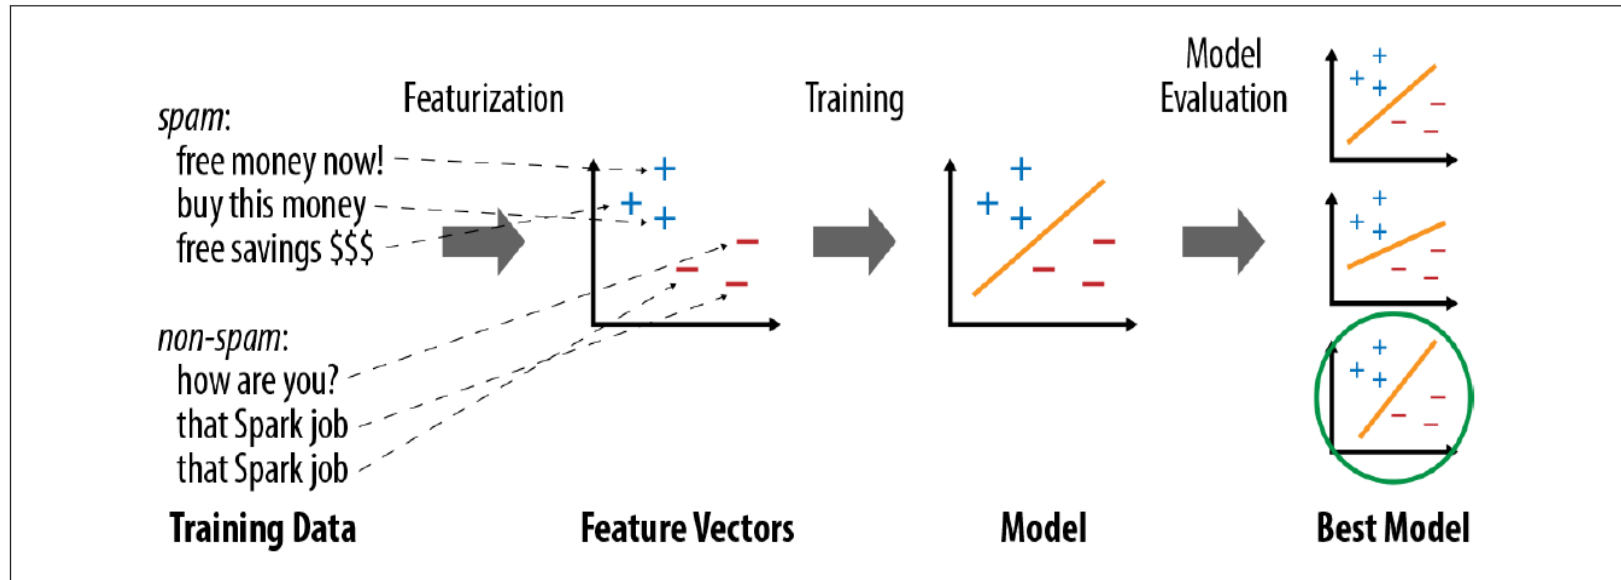 spam:
free money now!
buy this money
free savings $$$
non-spam:
how are you?
that Spark job
that Spark job
Training Data
Featurization
Feature Vectors
Training
Model
Model
Evaluation
Best Model